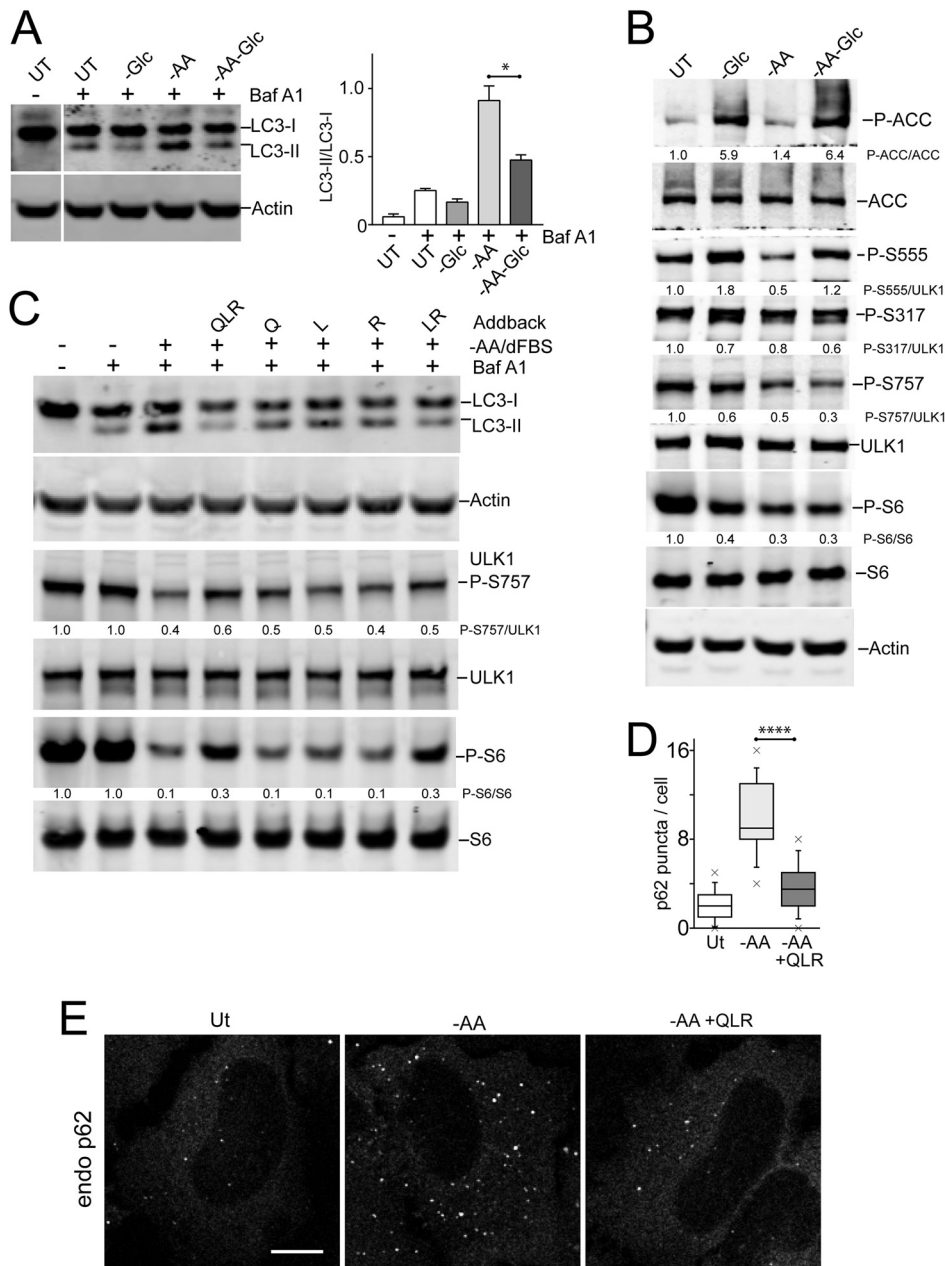 A
UT UT -Glc -AA -AA-Glc
- + + + + Baf A1
LC3-I
LC3-II
Actin
LC3-II/LC3-I
1.0
0.5
0
+ + + + Baf A1
UT UT -Glc -AA -AA-Glc
*
B
UT -Glc -AA -AA-Glc
P-ACC
1.0 5.9 1.4 6.4 P-ACC/ACC
ACC
P-S555
1.0 1.8 0.5 1.2 P-S555/ULK1
P-S317
1.0 0.7 0.8 0.6 P-S317/ULK1
P-S757
1.0 0.6 0.5 0.3 P-S757/ULK1
ULK1
P-S6
1.0 0.4 0.3 0.3 P-S6/S6
S6
Actin
C
QLR Q L R LR Addback
- - + + + + + + -AA/dFBS
- + + + + + + + Baf A1
LC3-I
LC3-II
Actin
ULK1
P-S757
1.0 1.0 0.4 0.6 0.5 0.5 0.4 0.5 P-S757/ULK1
ULK1
P-S6
1.0 1.0 0.1 0.3 0.1 0.1 0.1 0.3 P-S6/S6
S6
D
p62 puncta / cell
16
8
0
****
Ut -AA -AA
+QLR
E
Ut -AA -AA +QLR
endo p62